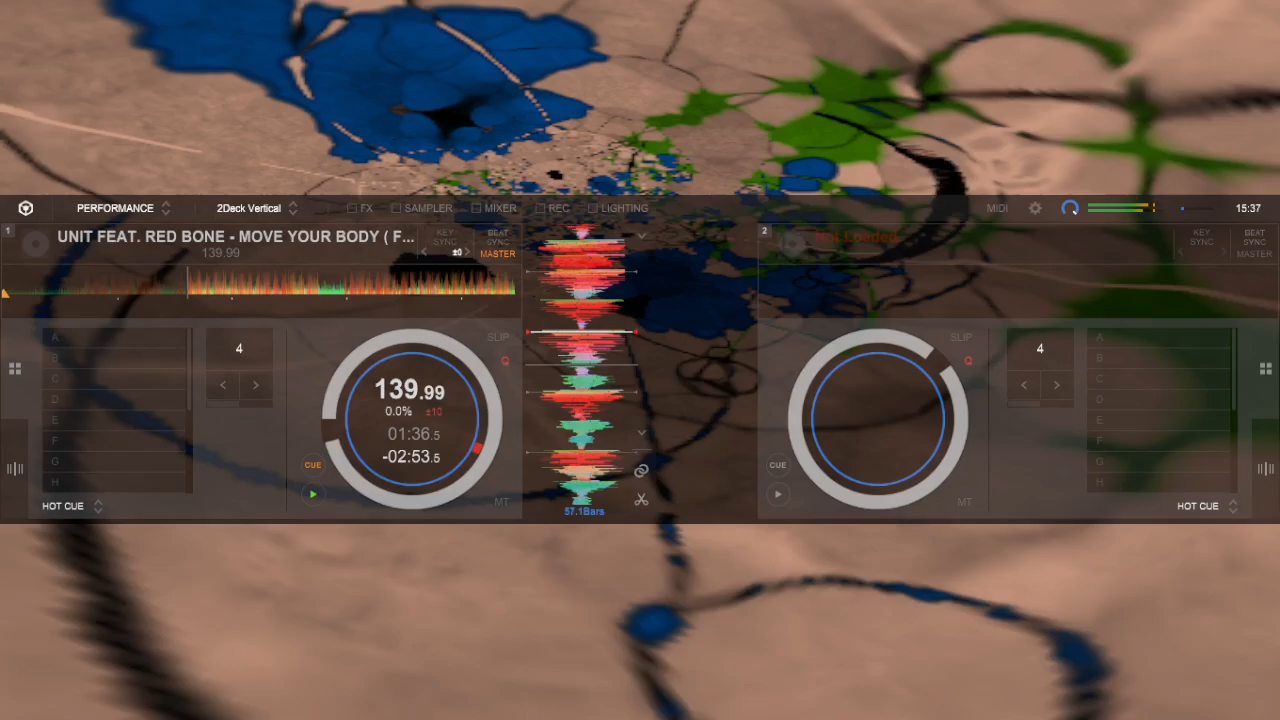 PERFORMANCE 2Deck Vertical FX SAMPLER MIXER REC LIGHTING MIDI 15:37
1 UNIT FEAT. RED BONE - MOVE YOUR BODY ( F...
139.99
KEY SYNC
BEAT SYNC
±0 MASTER
2 Not Loaded
KEY SYNC
BEAT SYNC
MASTER
A
B
C
D
E
F
G
H
HOT CUE
4
< >
SLIP
Q
139.99
0.0% ±10
01:36.5
-02:53.5
CUE
MT
57.1Bars
SLIP
Q
CUE
MT
4
< >
A
B
C
D
E
F
G
H
HOT CUE